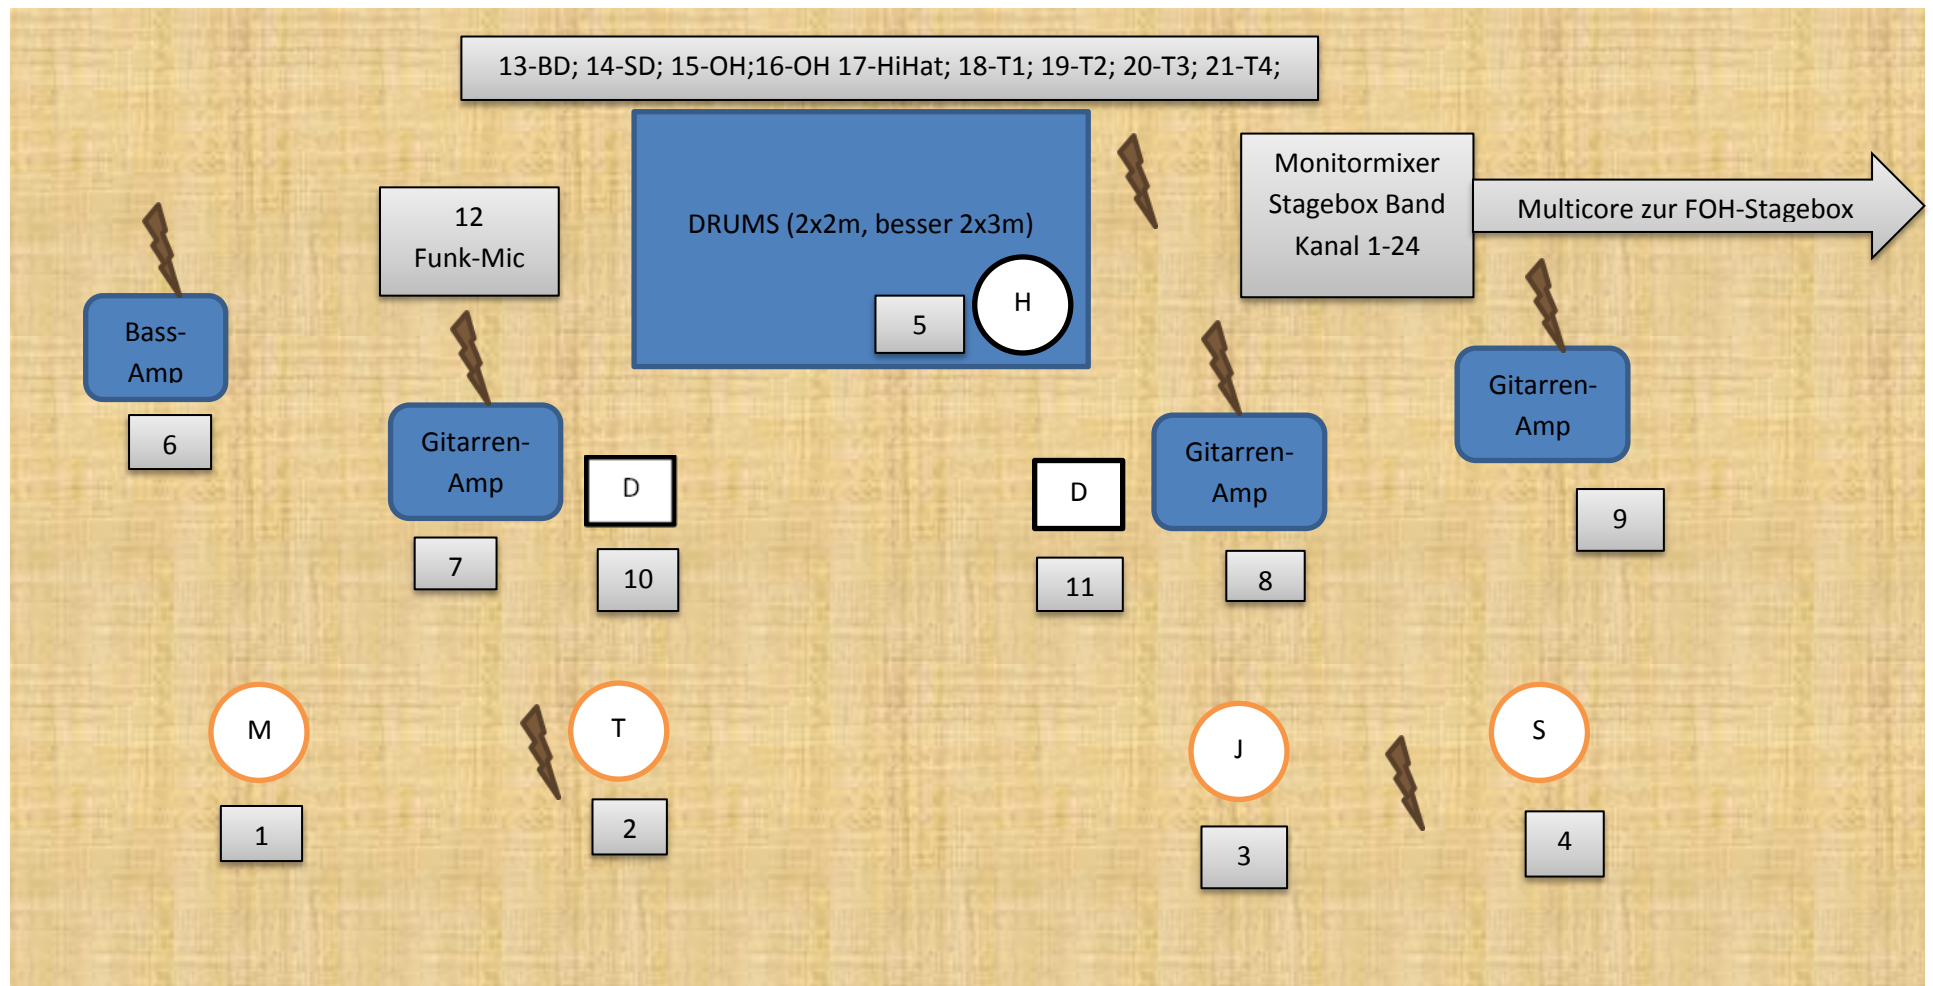 13-BD; 14-SD; 15-OH;16-OH 17-HiHat; 18-T1; 19-T2; 20-T3; 21-T4;
Monitormixer
Stagebox Band
Kanal 1-24
Multicore zur FOH-Stagebox
12
Funk-Mic
DRUMS (2x2m, besser 2x3m)
5
H
Bass-
Amp
6
Gitarren-
Amp
7
D
10
D
11
Gitarren-
Amp
8
Gitarren-
Amp
9
M
1
T
2
J
3
S
4